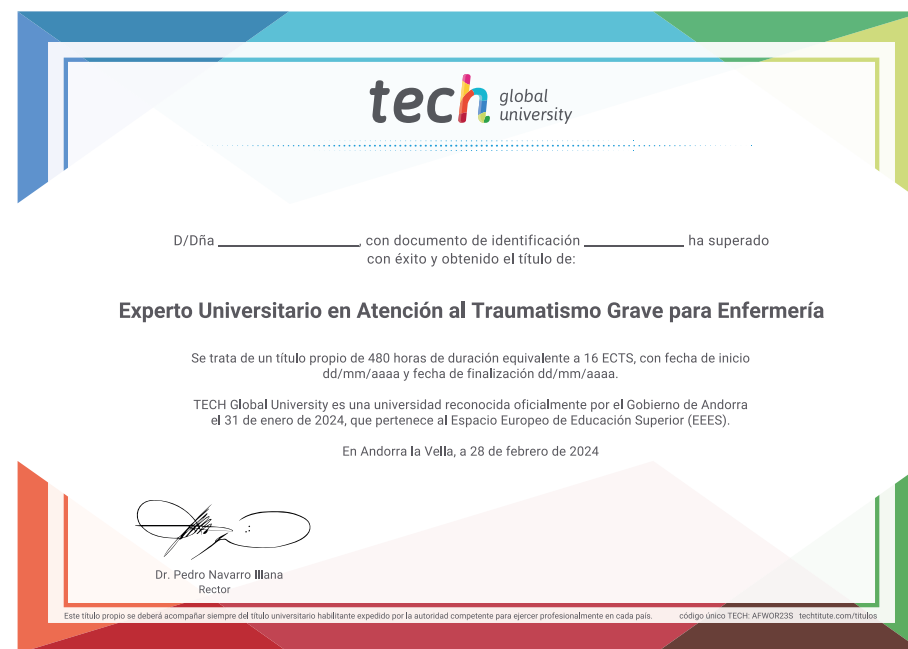 tech global university
D/Dña ____________, con documento de identificación ____________ ha superado
con éxito y obtenido el título de:
Experto Universitario en Atención al Traumatismo Grave para Enfermería
Se trata de un título propio de 480 horas de duración equivalente a 16 ECTS, con fecha de inicio
dd/mm/aaaa y fecha de finalización dd/mm/aaaa.
TECH Global University es una universidad reconocida oficialmente por el Gobierno de Andorra
el 31 de enero de 2024, que pertenece al Espacio Europeo de Educación Superior (EEES).
En Andorra la Vella, a 28 de febrero de 2024
Dr. Pedro Navarro Illana
Rector
Este título propio se deberá acompañar siempre del título universitario habilitante expedido por la autoridad competente para ejercer profesionalmente en cada país. código único TECH: AFWOR23S techtitute.com/titulos